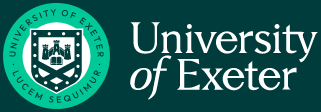 UNIVERSITY OF EXETER
LUCEM SEQUIMUR
University
of Exeter